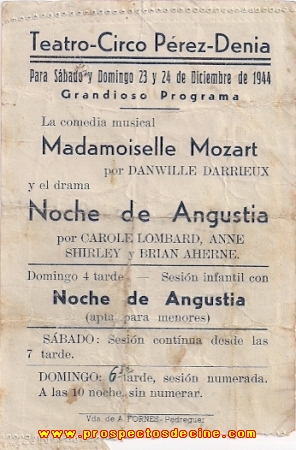 Teatro-Circo Pérez-Denia
Para Sábado y Domingo 23 y 24 de Diciembre de 1944
Grandioso Programa
La comedia musical
Madamoiselle Mozart
por DANWILLE DARRIEUX
y el drama
Noche de Angustia
por CAROLE LOMBARD, ANNE
SHIRLEY y BRIAN AHERNE.
Domingo 4 tarde — Sesión infantil con
Noche de Angustia
(apta para menores)
SÁBADO: Sesión contínua desde las
7 tarde.
DOMINGO: 6 tarde, sesión numerada.
A las 10 noche, sin numerar.
Vda. de A. FORNES.-Pedreguer
www.prospectosdecine.com